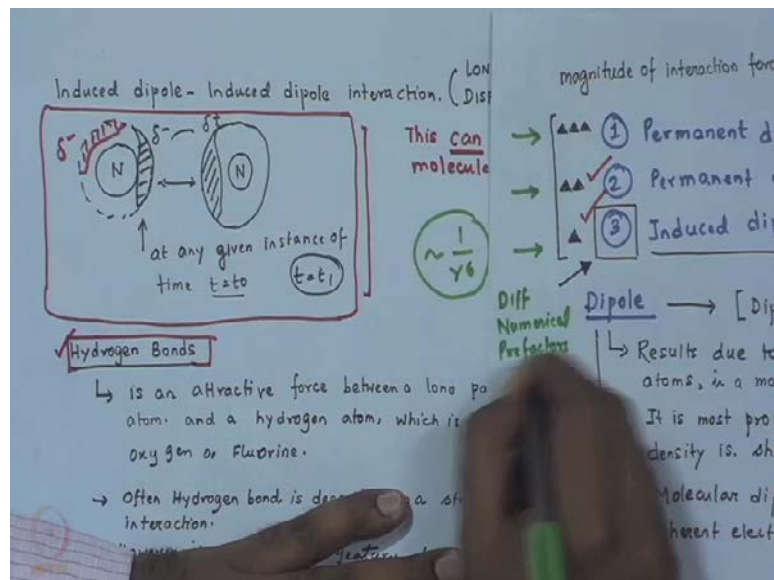 Induced dipole - Induced dipole interaction. (LON
DISP
δ-
N
δ-
δ+
N
at any given instance of
time t=t0
t=t1
Hydrogen Bonds
↳ is an attractive force between a lone pa
atom. and a hydrogen atom, which is
oxygen or Fluorine.
→ Often Hydrogen bond is a st
interaction.
This can
molecule
~ 1/r6
magnitude of interaction forc
1 Permanent d
2 Permanent
3 Induced dip
Diff
Numerical
Prefactors
Dipole → [Dip
↳ Results due to
atoms, in a mo
It is most pro
density is. sh
Molecular di
herent elect